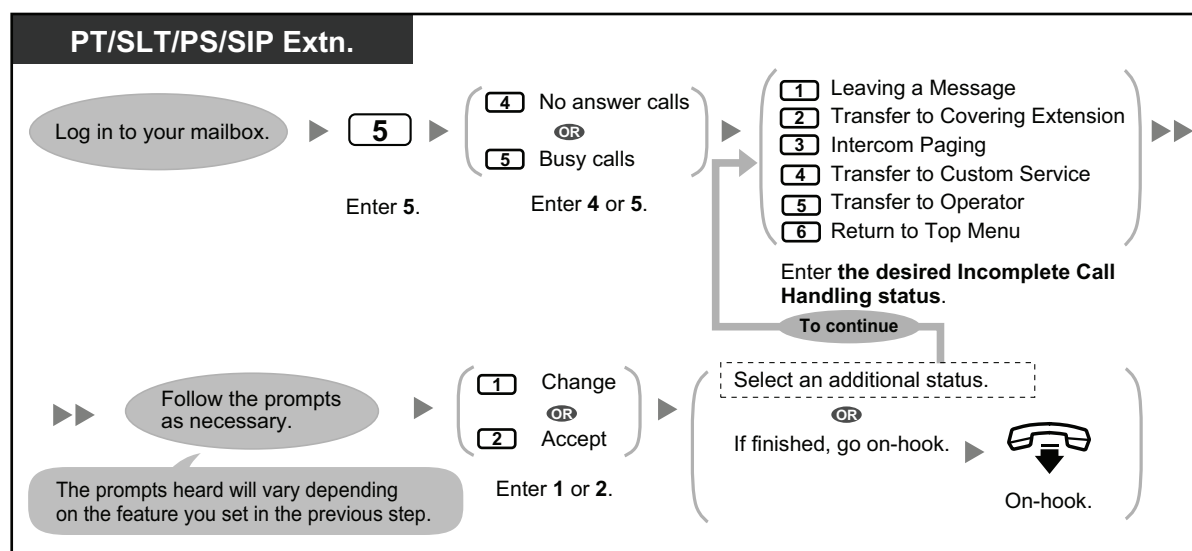 PT/SLT/PS/SIP Extn.
Log in to your mailbox.
5
Enter 5.
4 No answer calls
OR
5 Busy calls
Enter 4 or 5.
1 Leaving a Message
2 Transfer to Covering Extension
3 Intercom Paging
4 Transfer to Custom Service
5 Transfer to Operator
6 Return to Top Menu
Enter the desired Incomplete Call
Handling status.
To continue
Follow the prompts
as necessary.
The prompts heard will vary depending
on the feature you set in the previous step.
1 Change
OR
2 Accept
Enter 1 or 2.
Select an additional status.
OR
If finished, go on-hook.
On-hook.